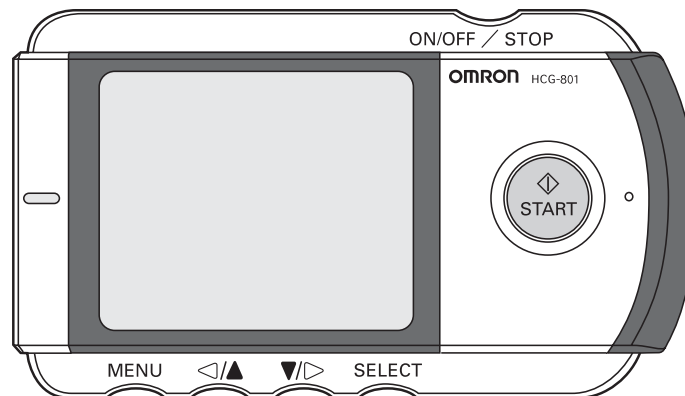 ON/OFF / STOP
OMRON HCG-801
START
MENU ◁/▲ ▼/▷ SELECT